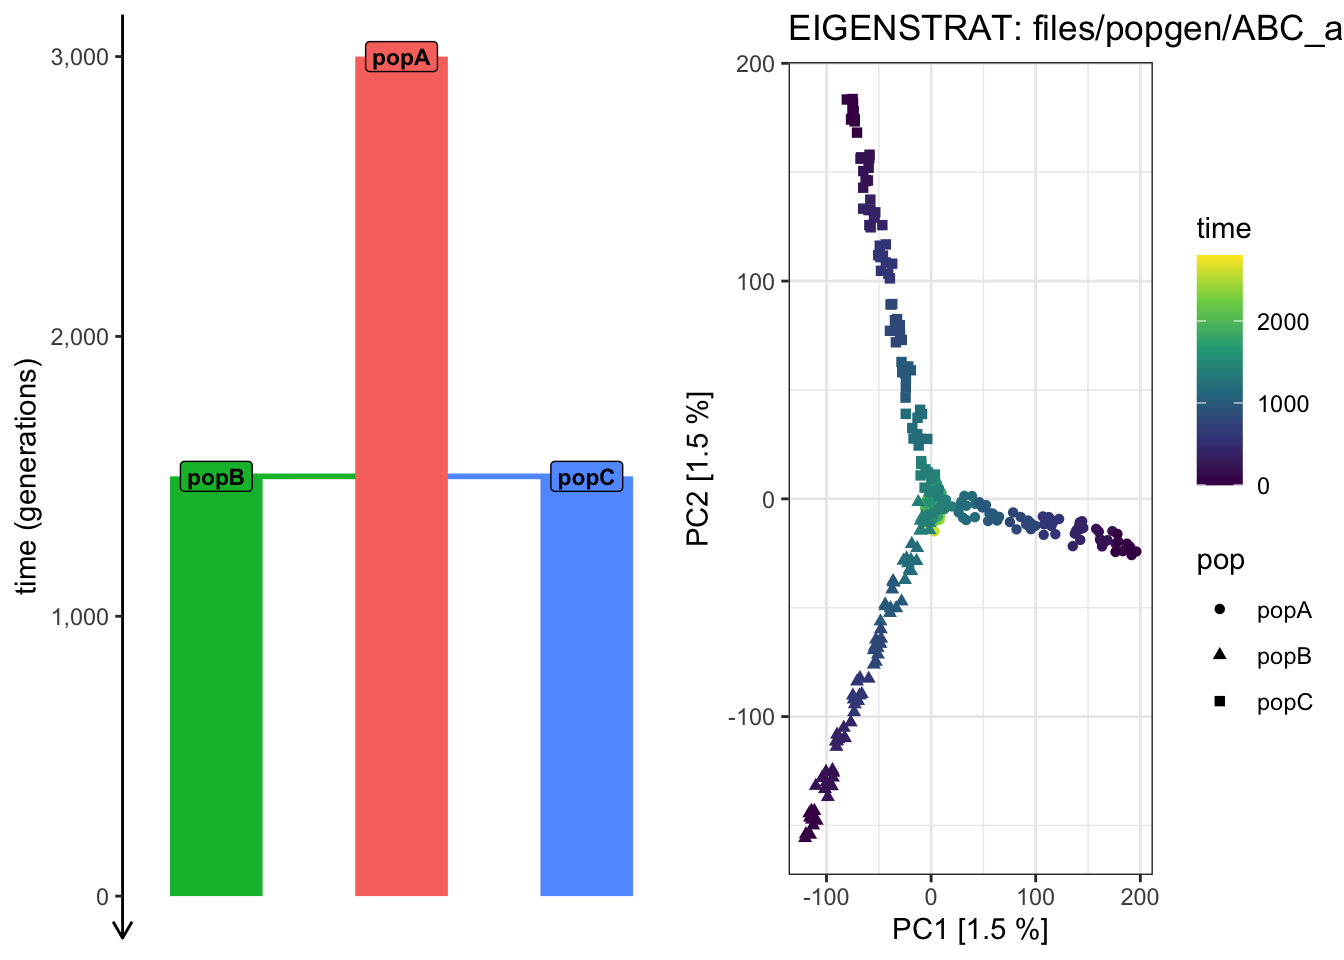 3,000
2,000
1,000
0
time (generations)
popA
popB
popC
EIGENSTRAT: files/popgen/ABC_a
200
100
0
-100
PC2 [1.5 %]
-100
0
100
200
PC1 [1.5 %]
time
2000
1000
0
pop
popA
popB
popC